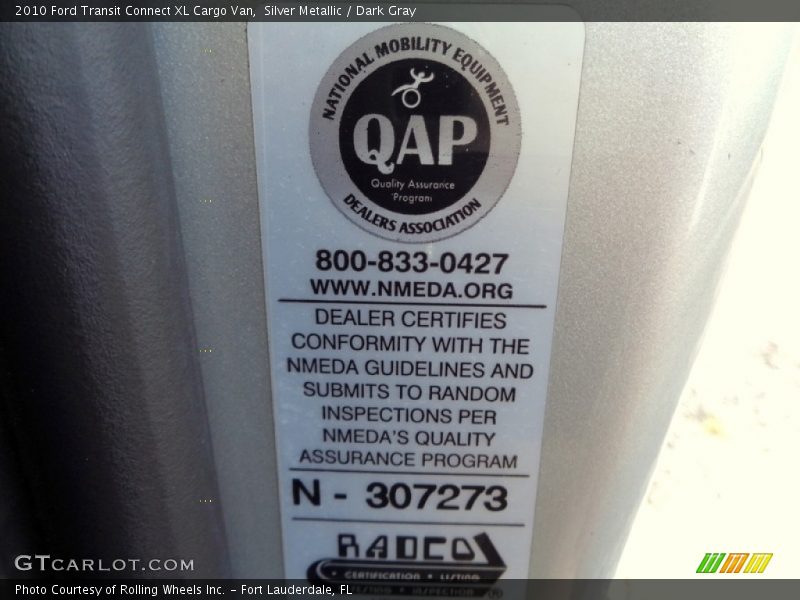 2010 Ford Transit Connect XL Cargo Van,  Silver Metallic / Dark Gray
NATIONAL MOBILITY EQUIPMENT
QAP
Quality Assurance
Program
DEALERS ASSOCIATION
800-833-0427
WWW.NMEDA.ORG
DEALER CERTIFIES
CONFORMITY WITH THE
NMEDA GUIDELINES AND
SUBMITS TO RANDOM
INSPECTIONS PER
NMEDA'S QUALITY
ASSURANCE PROGRAM
N - 307273
RADCO
CERTIFICATION • LISTING
TESTING • INSPECTION ®
GTCARLOT.COM
Photo Courtesy of Rolling Wheels Inc. – Fort Lauderdale, FL